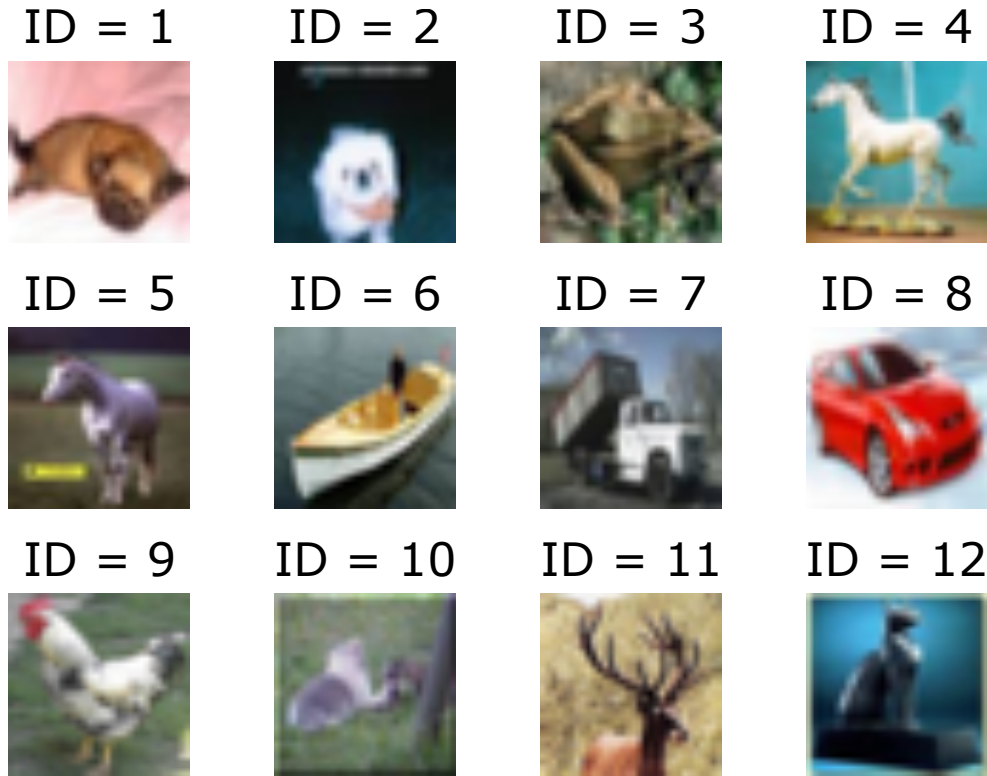 ID = 1 ID = 2 ID = 3 ID = 4
ID = 5 ID = 6 ID = 7 ID = 8
ID = 9 ID = 10 ID = 11 ID = 12